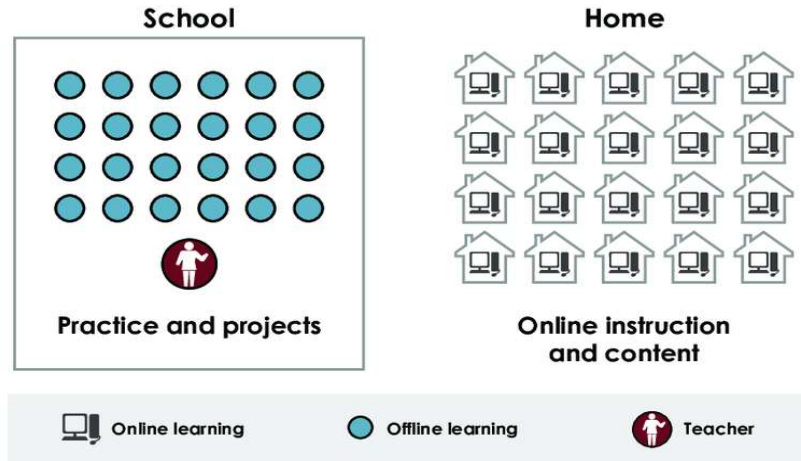 School
Home
Practice and projects
Online instruction
and content
Online learning
Offline learning
Teacher